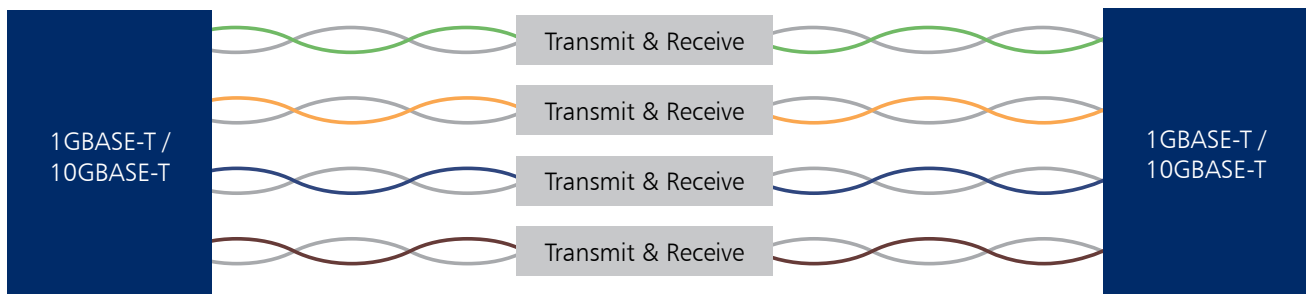 1GBASE-T /
10GBASE-T
Transmit & Receive
Transmit & Receive
Transmit & Receive
Transmit & Receive
1GBASE-T /
10GBASE-T